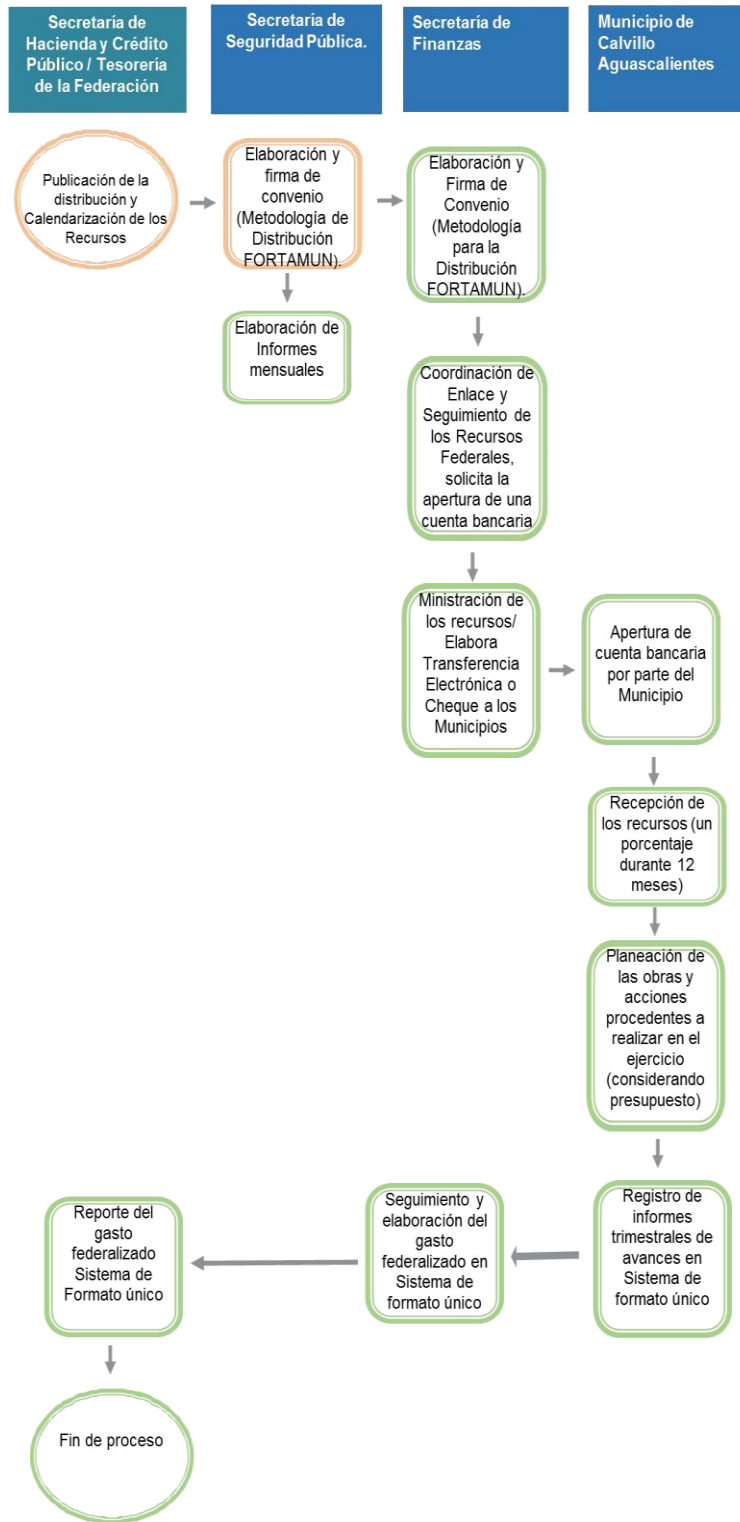 Secretaría de
Hacienda y Crédito
Público / Tesorería
de la Federación
Secretaría de
Seguridad Pública.
Secretaría de
Finanzas
Municipio de
Calvillo
Aguascalientes
Publicación de la
distribución y
Calendarización de los
Recursos
Elaboración y
firma de
convenio
(Metodología de
Distribución
FORTAMUN).
Elaboración y
Firma de
Convenio
(Metodología
para la
Distribución
FORTAMUN).
Elaboración de
Informes
mensuales
Coordinación de
Enlace y
Seguimiento de
los Recursos
Federales,
solicita la
apertura de una
cuenta bancaria
Ministración de
los recursos/
Elabora
Transferencia
Electrónica o
Cheque a los
Municipios
Apertura de
cuenta bancaria
por parte del
Municipio
Recepción de
los recursos (un
porcentaje
durante 12
meses)
Planeación de
las obras y
acciones
procedentes a
realizar en el
ejercicio
(considerando
presupuesto)
Registro de
informes
trimestrales de
avances en
Sistema de
formato único
Seguimiento y
elaboración del
gasto
federalizado en
Sistema de
formato único
Reporte del
gasto
federalizado
Sistema de
Formato único
Fin de proceso